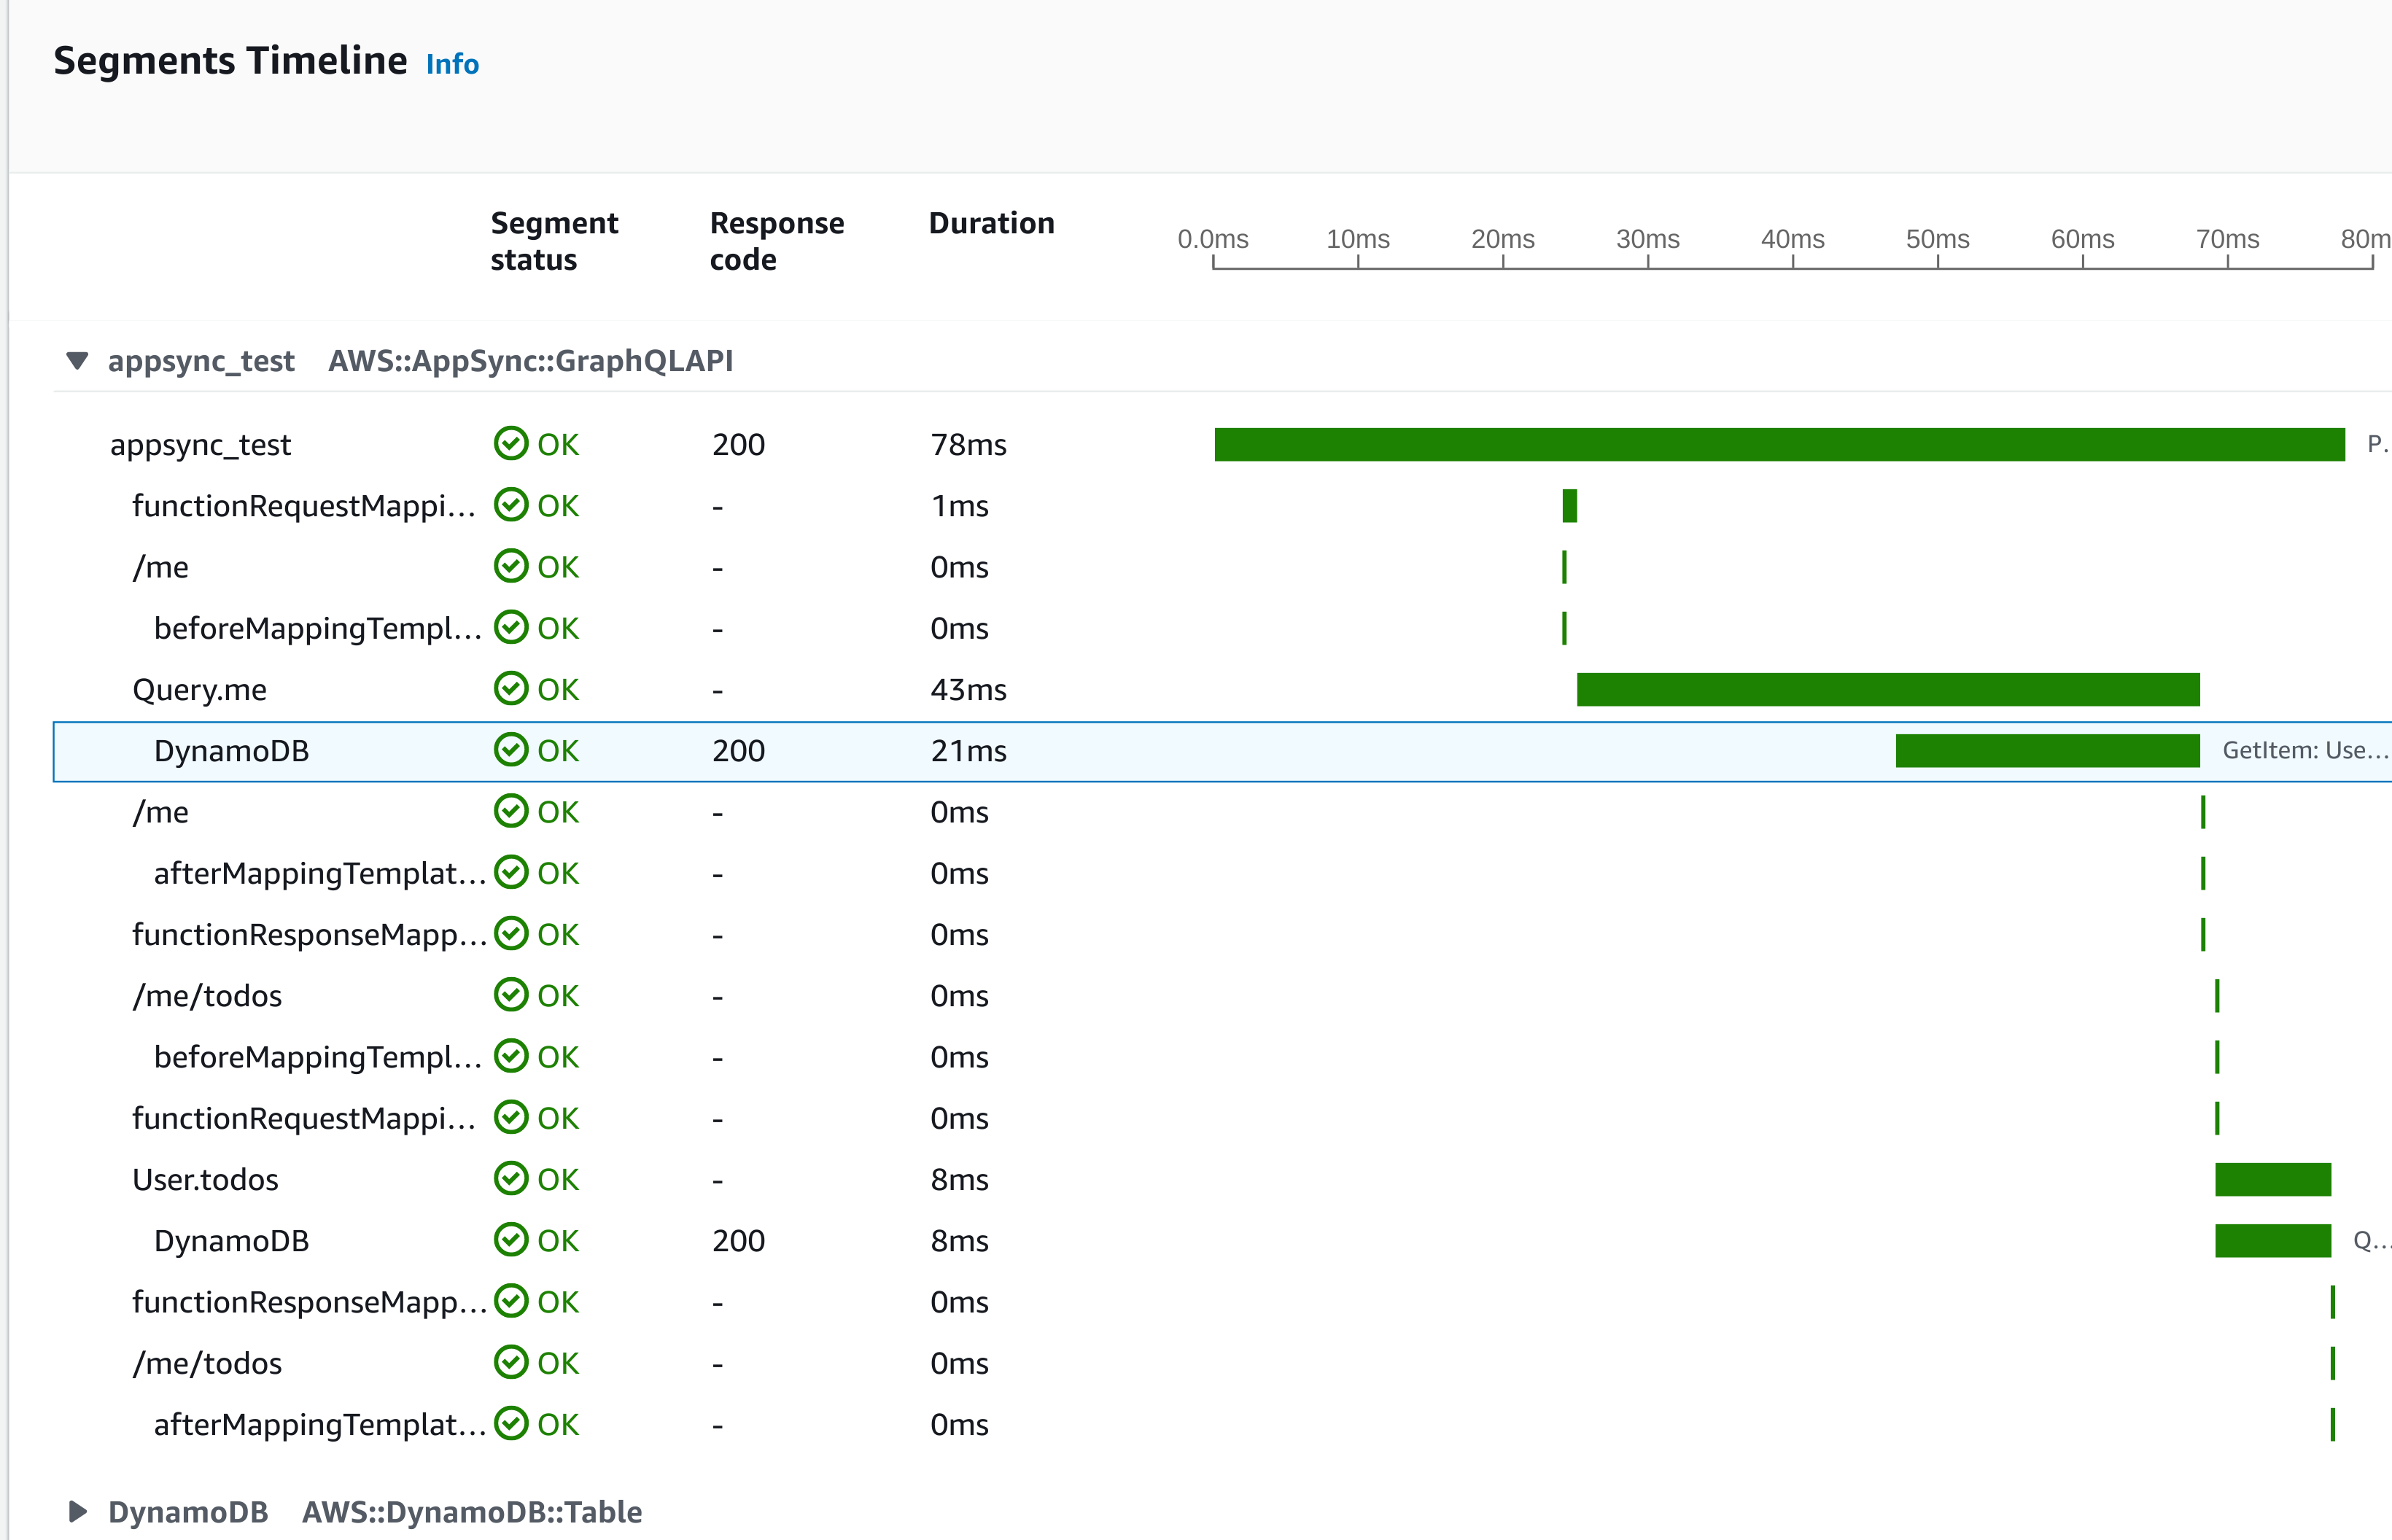 Segments Timeline Info
Segment status Response code Duration 0.0ms 10ms 20ms 30ms 40ms 50ms 60ms 70ms 80m
appsync_test AWS::AppSync::GraphQLAPI
appsync_test OK 200 78ms P.
functionRequestMappi... OK - 1ms
/me OK - 0ms
beforeMappingTempl... OK - 0ms
Query.me OK - 43ms
DynamoDB OK 200 21ms GetItem: Use...
/me OK - 0ms
afterMappingTemplat... OK - 0ms
functionResponseMapp... OK - 0ms
/me/todos OK - 0ms
beforeMappingTempl... OK - 0ms
functionRequestMappi... OK - 0ms
User.todos OK - 8ms
DynamoDB OK 200 8ms Q...
functionResponseMapp... OK - 0ms
/me/todos OK - 0ms
afterMappingTemplat... OK - 0ms
DynamoDB AWS::DynamoDB::Table